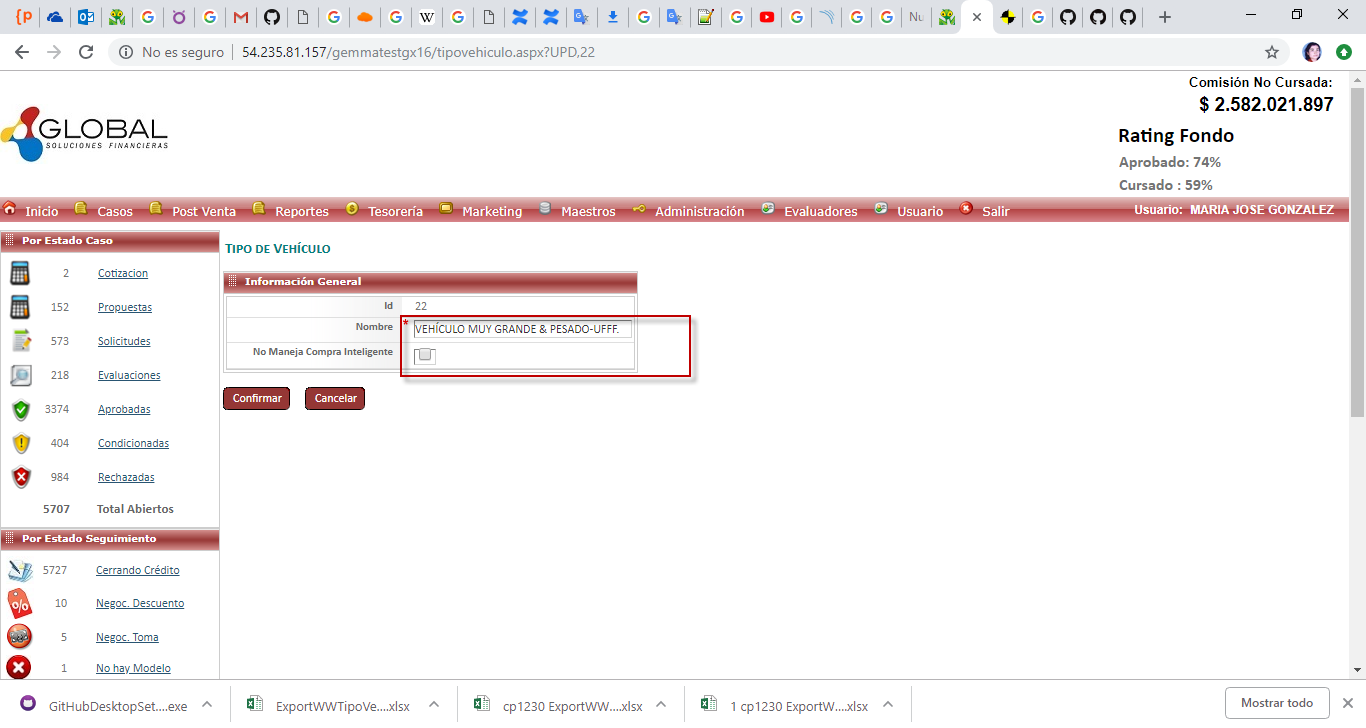 Nu
No es seguro
54.235.81.157/gemmatestgx16/tipovehiculo.aspx?UPD,22
Comisión No Cursada:
$ 2.582.021.897
GLOBAL
SOLUCIONES FINANCIERAS
Rating Fondo
Aprobado: 74%
Cursado : 59%
Inicio Casos Post Venta Reportes Tesorería Marketing Maestros Administración Evaluadores Usuario Salir Usuario: MARIA JOSE GONZALEZ
Por Estado Caso
2 Cotizacion
152 Propuestas
573 Solicitudes
218 Evaluaciones
3374 Aprobadas
404 Condicionadas
984 Rechazadas
5707 Total Abiertos
Por Estado Seguimiento
5727 Cerrando Crédito
10 Negoc. Descuento
5 Negoc. Toma
1 No hay Modelo
TIPO DE VEHÍCULO
Información General
Id 22
Nombre * VEHÍCULO MUY GRANDE & PESADO-UFFF.
No Maneja Compra Inteligente
Confirmar Cancelar
GitHubDesktopSet....exe ExportWWTipoVe....xlsx cp1230 ExportWW....xlsx 1 cp1230 ExportW....xlsx Mostrar todo